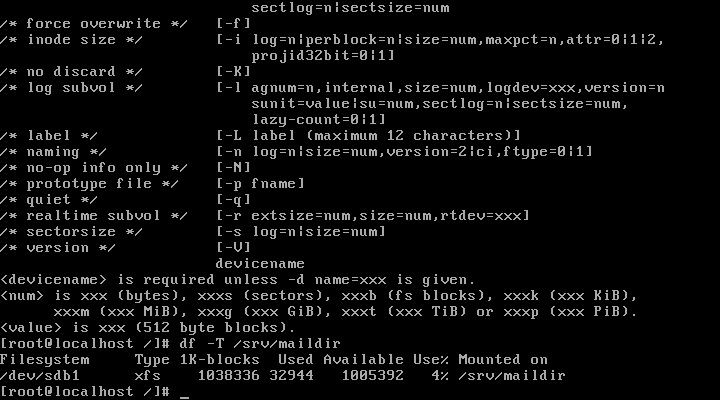 sectlog=n|sectsize=num
/* force overwrite */ [-f]
/* inode size */ [-i log=n|perblock=n|size=num,maxpct=n,attr=0|1|2,
projid32bit=0|1]
/* no discard */ [-K]
/* log subvol */ [-l agnum=n,internal,size=num,logdev=xxx,version=n
sunit=value|su=num,sectlog=n|sectsize=num,
lazy-count=0|1]
/* label */ [-L label (maximum 12 characters)]
/* naming */ [-n log=n|size=num,version=2|ci,ftype=0|1]
/* no-op info only */ [-N]
/* prototype file */ [-p fname]
/* quiet */ [-q]
/* realtime subvol */ [-r extsize=num,size=num,rtdev=xxx]
/* sectorsize */ [-s log=n|size=num]
/* version */ [-V]
devicename
<devicename> is required unless -d name=xxx is given.
<num> is xxx (bytes), xxxs (sectors), xxxb (fs blocks), xxxk (xxx KiB),
xxxm (xxx MiB), xxxg (xxx GiB), xxxt (xxx TiB) or xxxp (xxx PiB).
<value> is xxx (512 byte blocks).
[root@localhost /]# df -T /srv/maildir
Filesystem Type 1K-blocks Used Available Use% Mounted on
/dev/sdb1 xfs 1038336 32944 1005392 4% /srv/maildir
[root@localhost /]# _